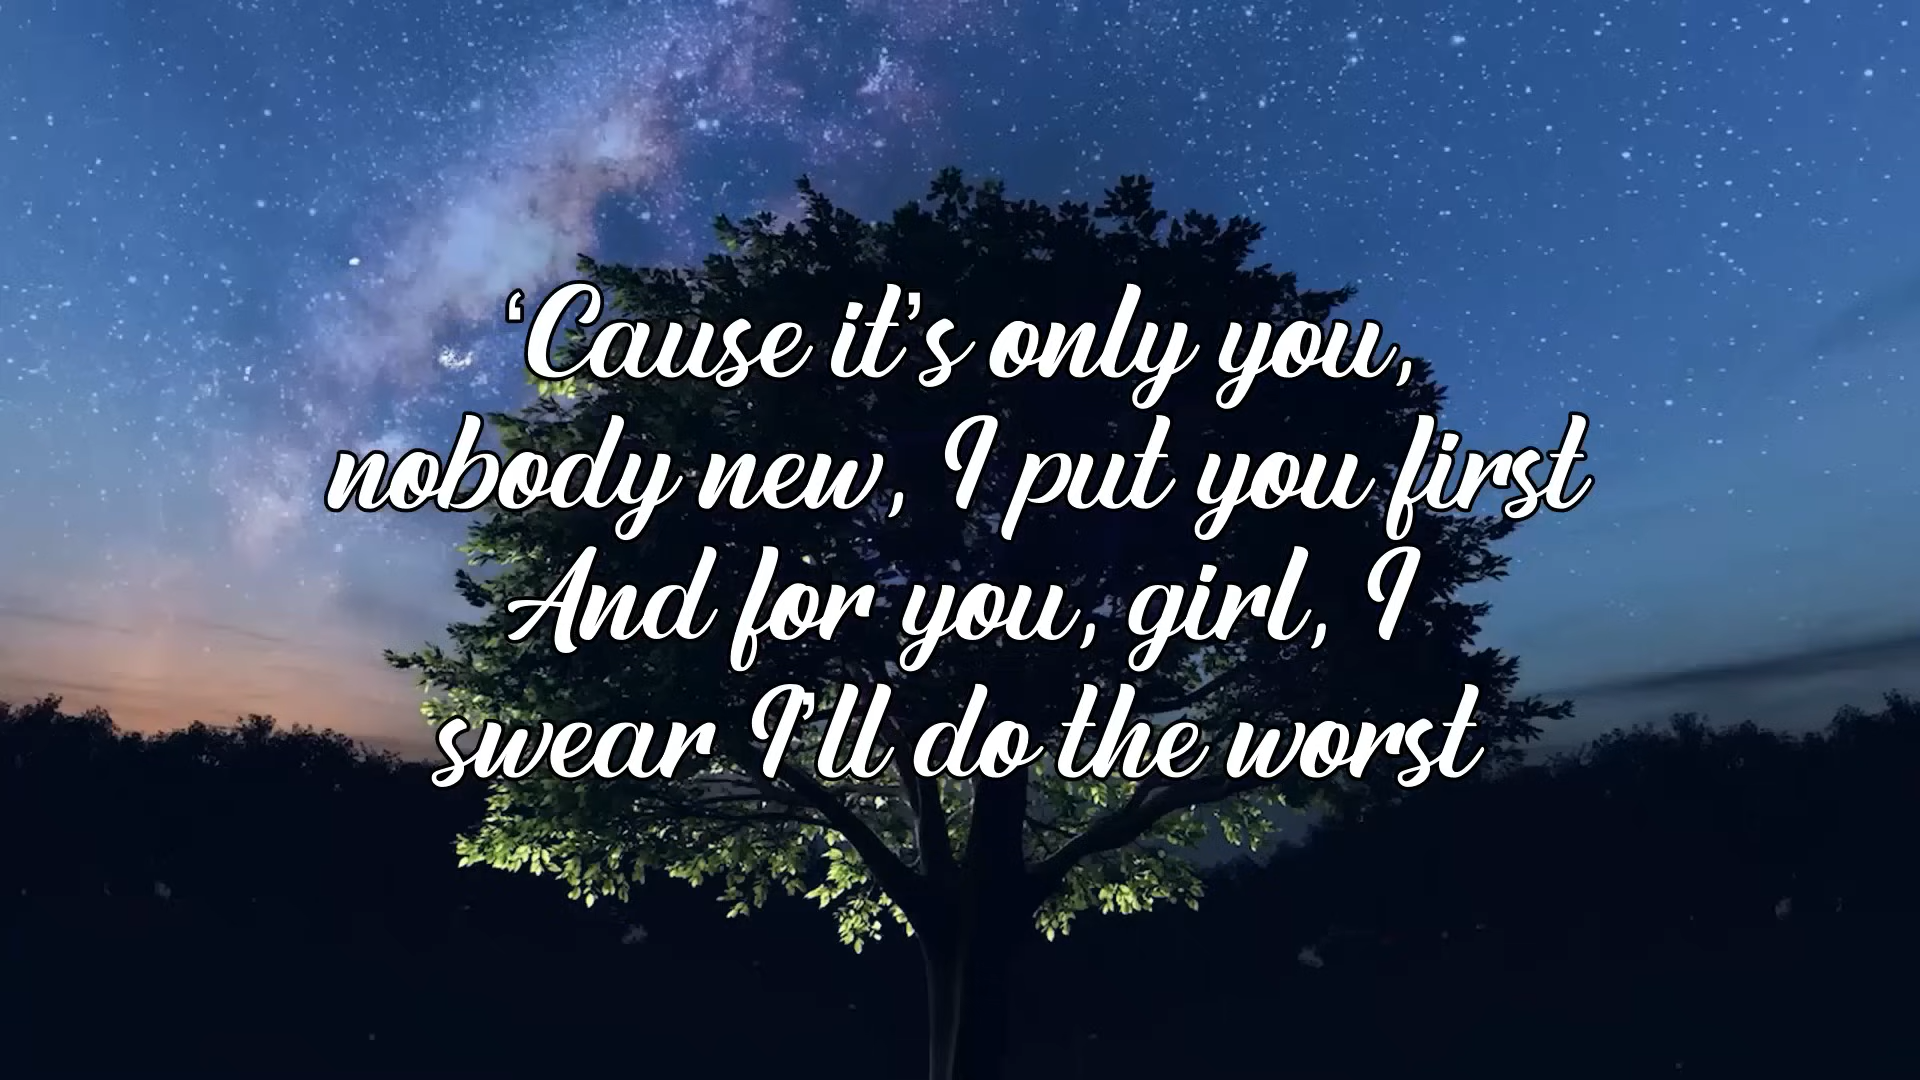 ‘Cause it’s only you,
nobody new, I put you first
And for you, girl, I
swear I'll do the worst